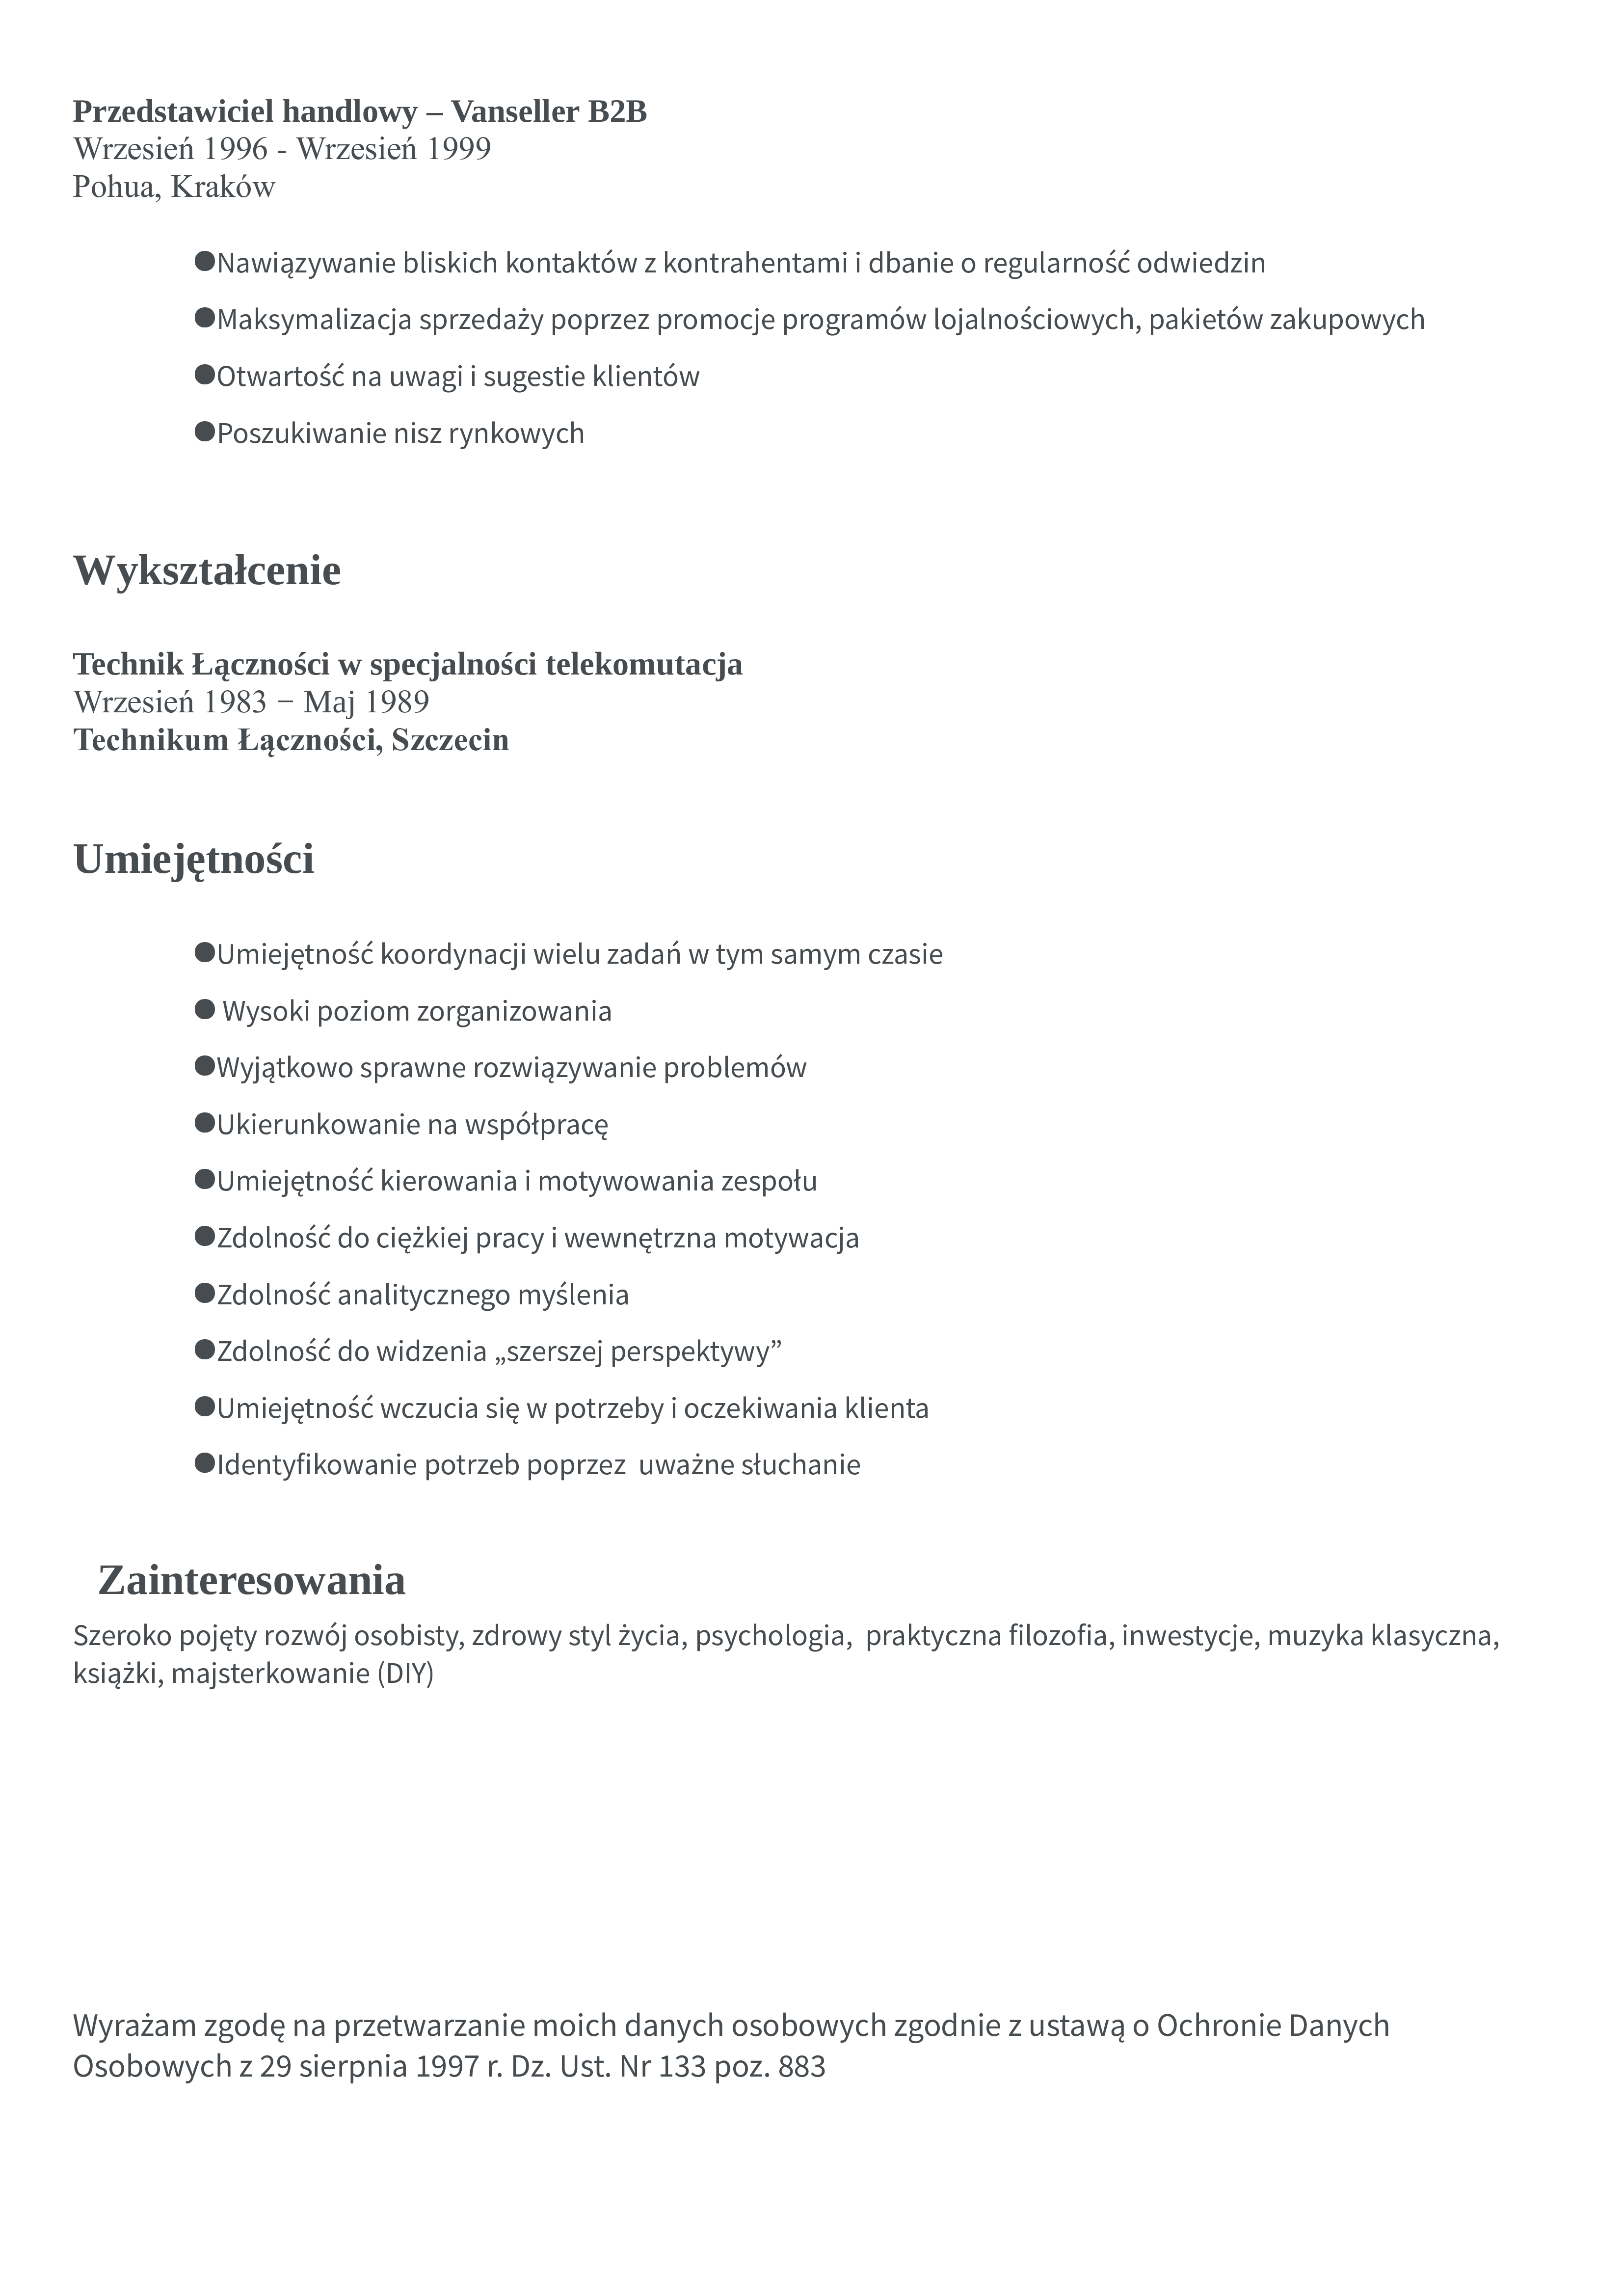 Przedstawiciel handlowy – Vanseller B2B
Wrzesień 1996 - Wrzesień 1999
Pohua, Kraków
●Nawiązywanie bliskich kontaktów z kontrahentami i dbanie o regularność odwiedzin
●Maksymalizacja sprzedaży poprzez promocje programów lojalnościowych, pakietów zakupowych
●Otwartość na uwagi i sugestie klientów
●Poszukiwanie nisz rynkowych
Wykształcenie
Technik Łączności w specjalności telekomutacja
Wrzesień 1983 − Maj 1989
Technikum Łączności, Szczecin
Umiejętności
●Umiejętność koordynacji wielu zadań w tym samym czasie
● Wysoki poziom zorganizowania
●Wyjątkowo sprawne rozwiązywanie problemów
●Ukierunkowanie na współpracę
●Umiejętność kierowania i motywowania zespołu
●Zdolność do ciężkiej pracy i wewnętrzna motywacja
●Zdolność analitycznego myślenia
●Zdolność do widzenia „szerszej perspektywy”
●Umiejętność wczucia się w potrzeby i oczekiwania klienta
●Identyfikowanie potrzeb poprzez  uważne słuchanie
Zainteresowania
Szeroko pojęty rozwój osobisty, zdrowy styl życia, psychologia,  praktyczna filozofia, inwestycje, muzyka klasyczna,
książki, majsterkowanie (DIY)
Wyrażam zgodę na przetwarzanie moich danych osobowych zgodnie z ustawą o Ochronie Danych
Osobowych z 29 sierpnia 1997 r. Dz. Ust. Nr 133 poz. 883